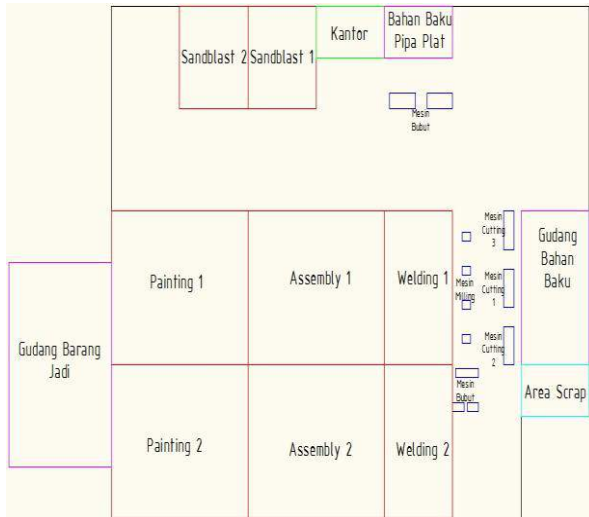 Sandblast 2
Sandblast 1
Kantor
Bahan Baku
Pipa Plat
Mesin
Bubut
Painting 1
Assembly 1
Welding 1
Mesin
Milling
Mesin
Cutting
3
Mesin
Cutting
1
Mesin
Cutting
2
Gudang
Bahan
Baku
Gudang Barang
Jadi
Mesin
Bubut
Area Scrap
Painting 2
Assembly 2
Welding 2